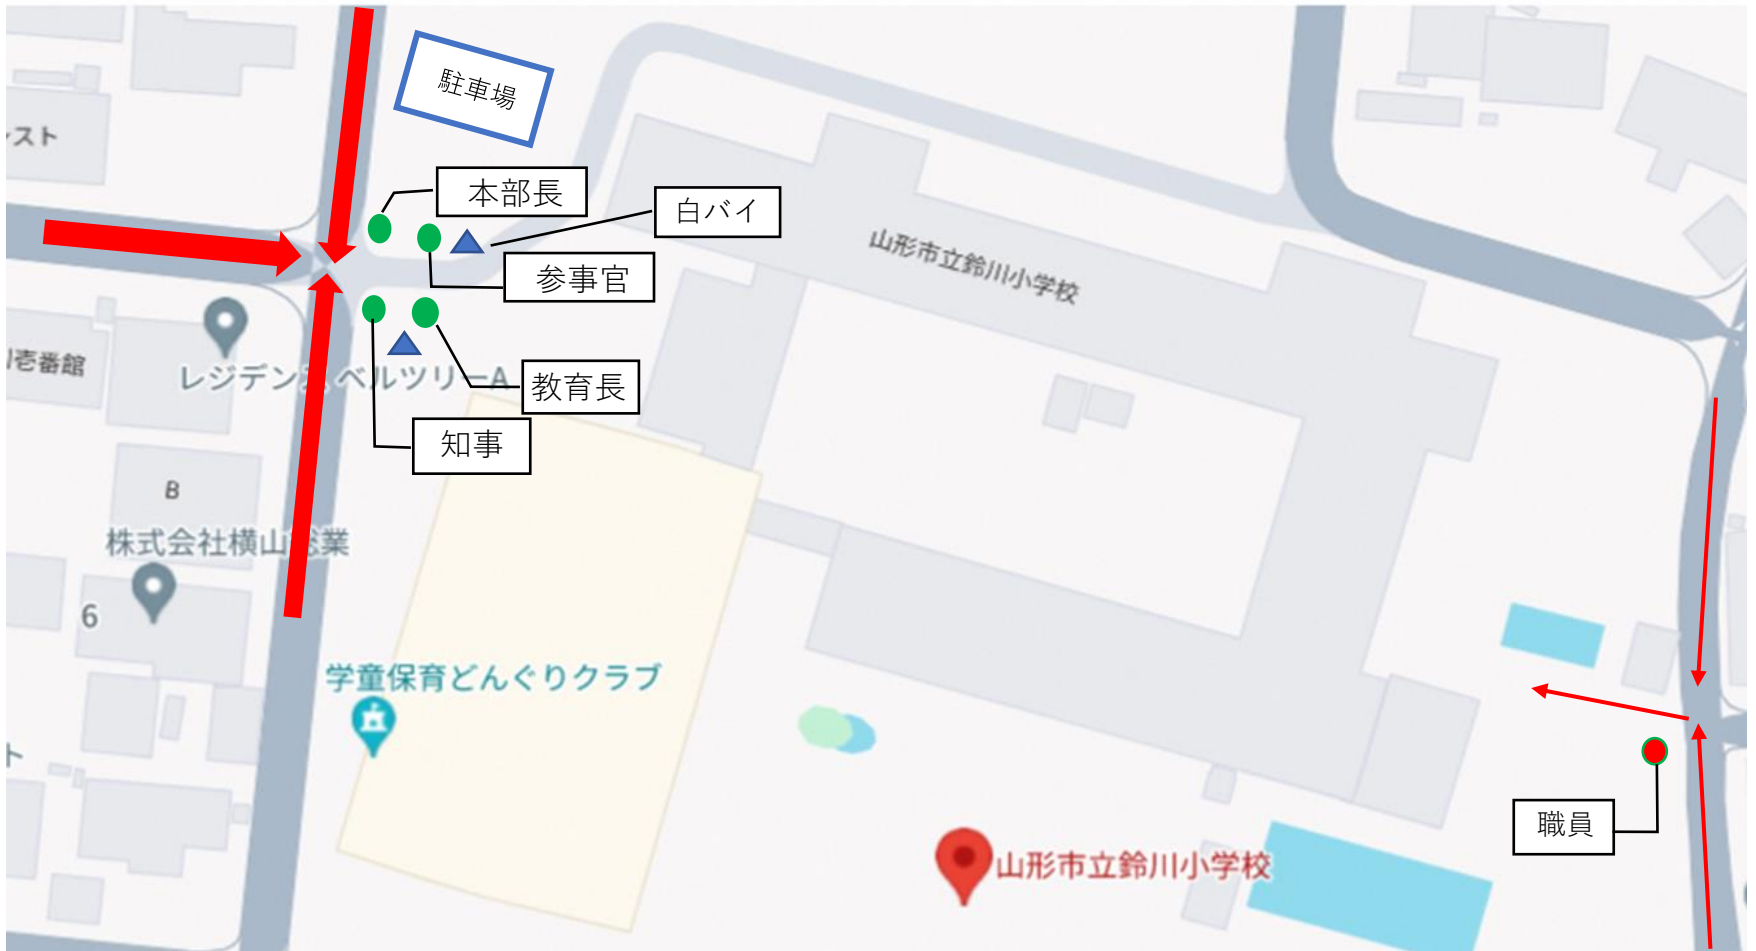 駐車場
スト
本部長
白バイ
参事官
山形市立鈴川小学校
壱番館
レジデンス ベルツリーA
教育長
知事
B
株式会社横山総業
6
学童保育どんぐりクラブ
ト
職員
山形市立鈴川小学校